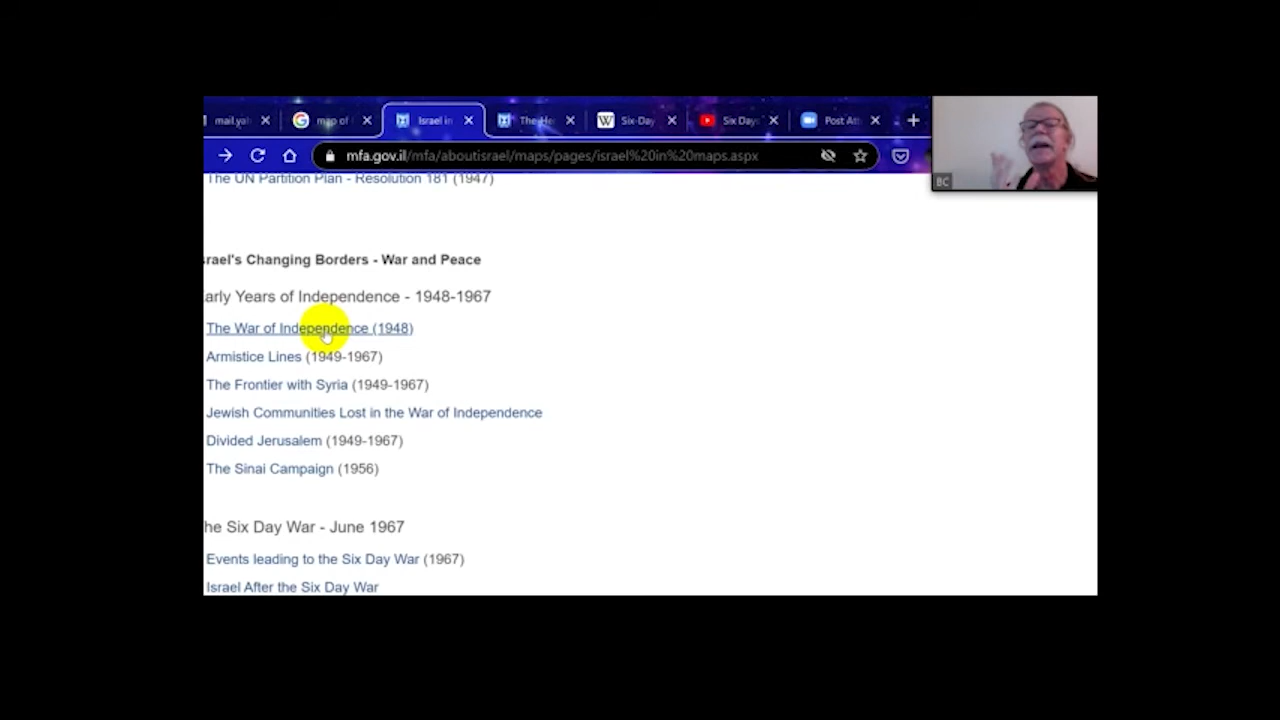 mail.yah
map of
Israel in
The He
Six-Day
Six Days
Post Att
mfa.gov.il/mfa/aboutisrael/maps/pages/israel%20in%20maps.aspx
BC
The UN Partition Plan - Resolution 181 (1947)
srael's Changing Borders - War and Peace
arly Years of Independence - 1948-1967
The War of Independence (1948)
Armistice Lines (1949-1967)
The Frontier with Syria (1949-1967)
Jewish Communities Lost in the War of Independence
Divided Jerusalem (1949-1967)
The Sinai Campaign (1956)
he Six Day War - June 1967
Events leading to the Six Day War (1967)
Israel After the Six Day War